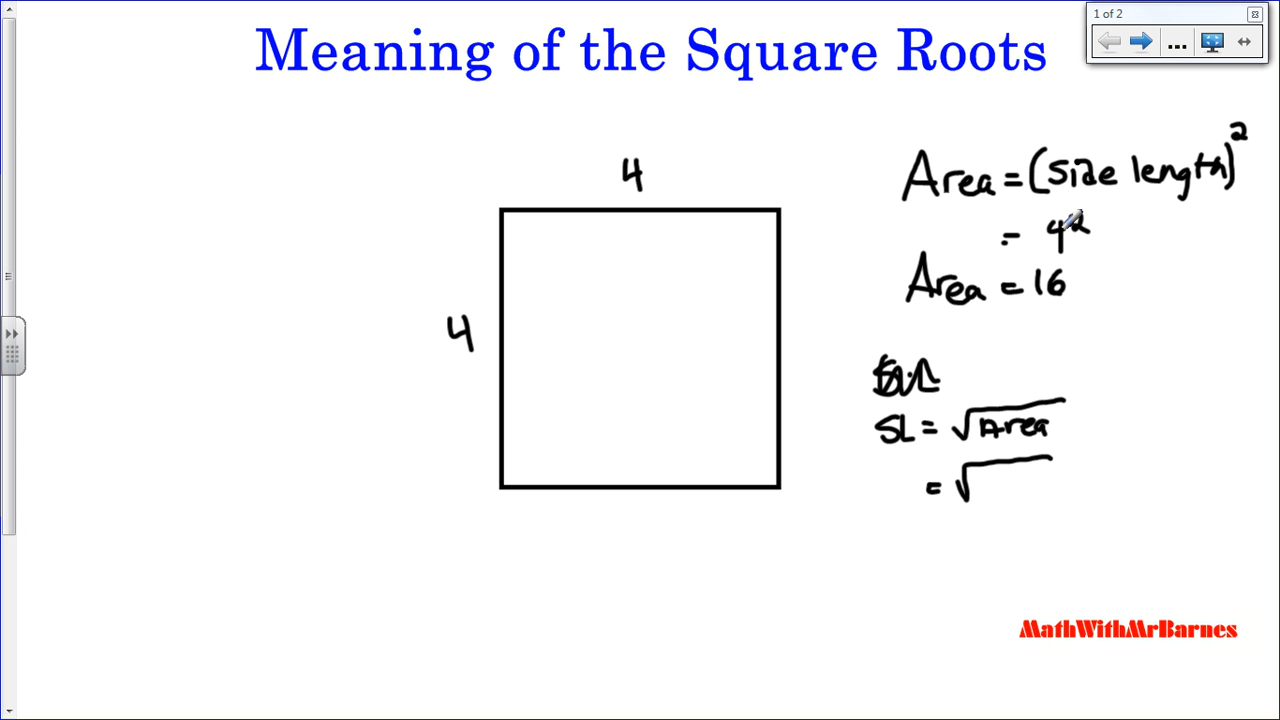 1 of 2
Meaning of the Square Roots
4
4
Area = (side length)²
= 4²
Area = 16
SL = √Area
= √
MathWithMrBarnes